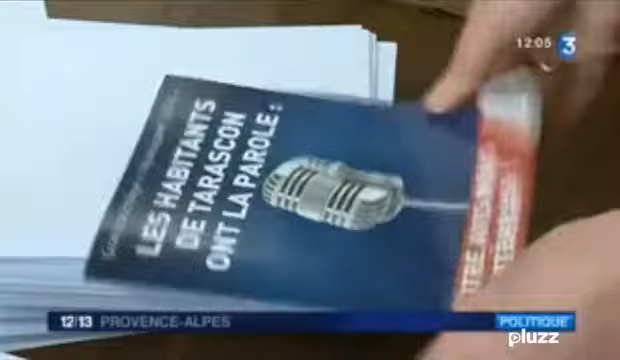 12:05 3
LES HABITANTS
DE TARASCON
ONT LA PAROLE :
12/13 PROVENCE-ALPES
POLITIQUE
pluzz